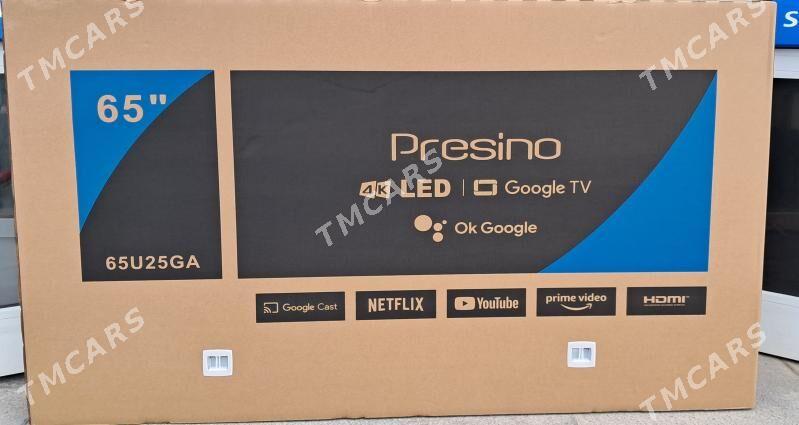 TMCARS
TMCARS
S
65"
Presino
4K LED | Google TV
TMCARS
Ok Google
65U25GA
Google Cast
NETFLIX
YouTube
prime video
HDMI
TMCARS
TMCARS